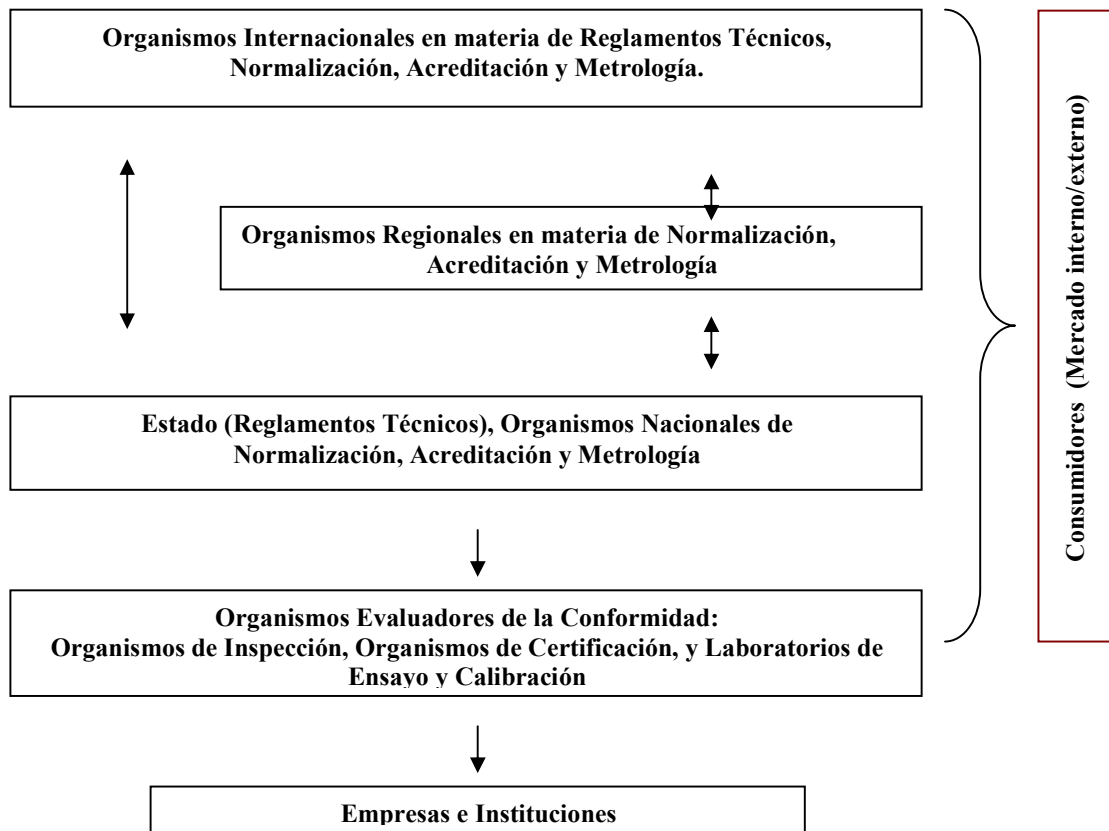 Organismos Internacionales en materia de Reglamentos Técnicos,
Normalización, Acreditación y Metrología.
Organismos Regionales en materia de Normalización,
Acreditación y Metrología
Estado (Reglamentos Técnicos), Organismos Nacionales de
Normalización, Acreditación y Metrología
Organismos Evaluadores de la Conformidad:
Organismos de Inspección, Organismos de Certificación, y Laboratorios de
Ensayo y Calibración
Empresas e Instituciones
Consumidores (Mercado interno/externo)